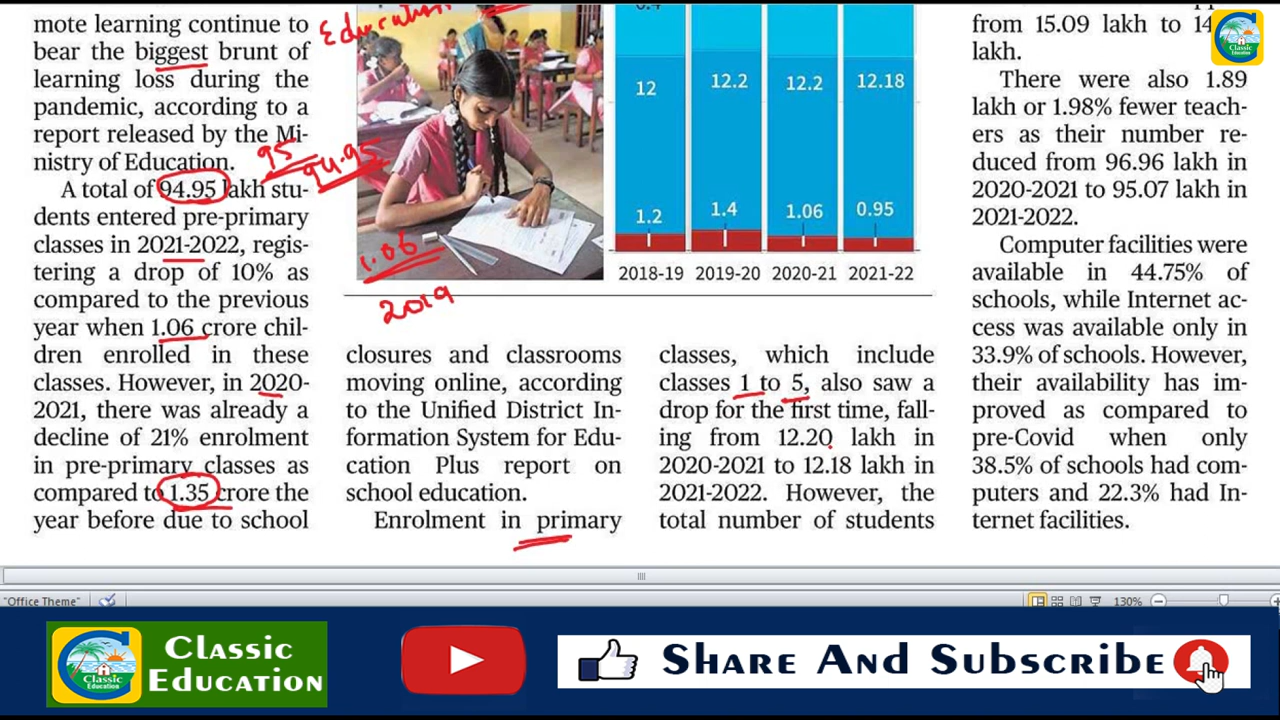 mote learning continue to
bear the biggest brunt of
learning loss during the
pandemic, according to a
report released by the Mi-
nistry of Education.
A total of 94.95 lakh stu-
dents entered pre-primary
classes in 2021-2022, regis-
tering a drop of 10% as
compared to the previous
year when 1.06 crore chil-
dren enrolled in these
classes. However, in 2020-
2021, there was already a
decline of 21% enrolment
in pre-primary classes as
compared to 1.35 crore the
year before due to school
Education
95
94.95
1.06
2019
12 12.2 12.2 12.18
1.2 1.4 1.06 0.95
2018-19 2019-20 2020-21 2021-22
closures and classrooms
moving online, according
to the Unified District In-
formation System for Edu-
cation Plus report on
school education.
Enrolment in primary
classes, which include
classes 1 to 5, also saw a
drop for the first time, fall-
ing from 12.20 lakh in
2020-2021 to 12.18 lakh in
2021-2022. However, the
total number of students
from 15.09 lakh to 14
lakh.
There were also 1.89
lakh or 1.98% fewer teach-
ers as their number re-
duced from 96.96 lakh in
2020-2021 to 95.07 lakh in
2021-2022.
Computer facilities were
available in 44.75% of
schools, while Internet ac-
cess was available only in
33.9% of schools. However,
their availability has im-
proved as compared to
pre-Covid when only
38.5% of schools had com-
puters and 22.3% had In-
ternet facilities.
Classic
Education
"Office Theme"
130%
Classic
Education
Classic
Education
Share And Subscribe